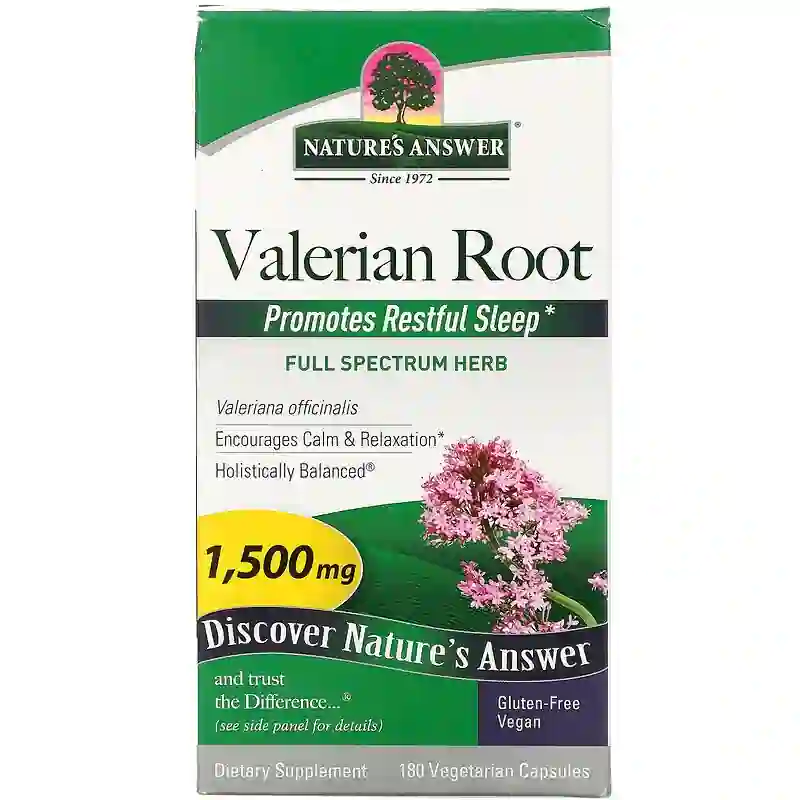 NATURE'S ANSWER®
Since 1972
Valerian Root
Promotes Restful Sleep*
FULL SPECTRUM HERB
Valeriana officinalis
Encourages Calm & Relaxation*
Holistically Balanced®
1,500 mg
Discover Nature's Answer
and trust
the Difference...®
(see side panel for details)
Gluten-Free
Vegan
Dietary Supplement
180 Vegetarian Capsules